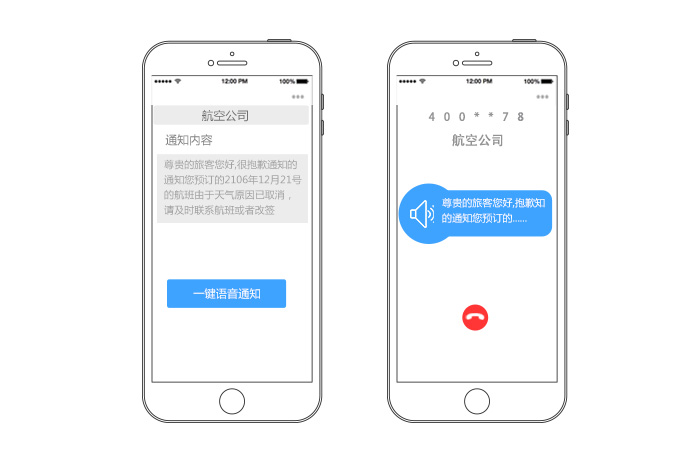 12:00 PM
100%
航空公司
通知内容
尊贵的旅客您好,很抱歉通知的
通知您预订的2106年12月21号
的航班由于天气原因已取消，
请及时联系航班或者改签
一键语音通知
12:00 PM
100%
400**78
航空公司
尊贵的旅客您好,抱歉知
的通知您预订的......